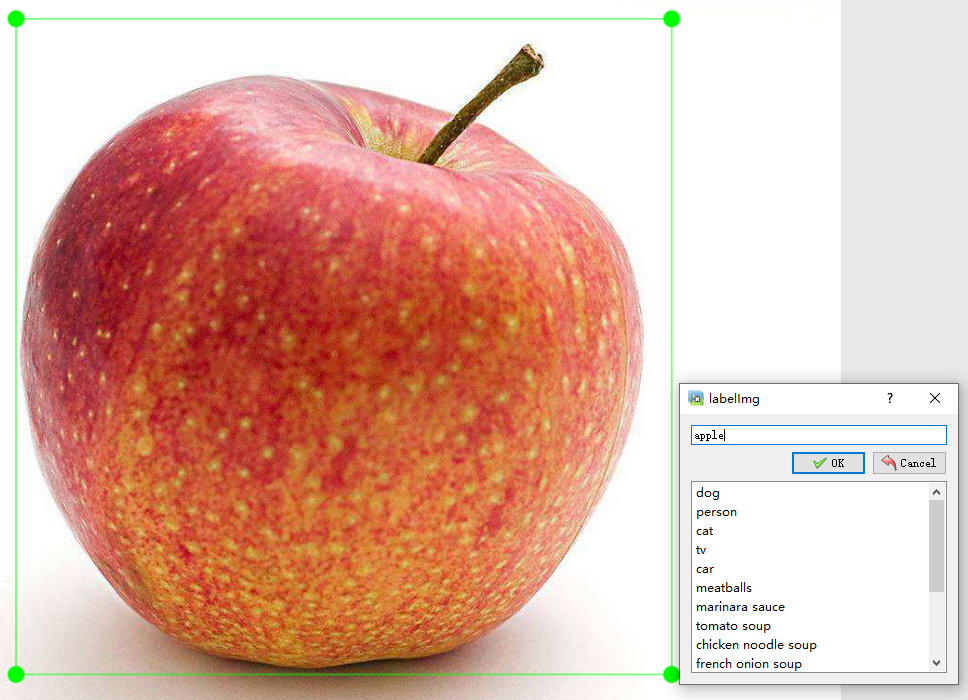 labelImg
?
apple
OK
Cancel
dog
person
cat
tv
car
meatballs
marinara sauce
tomato soup
chicken noodle soup
french onion soup